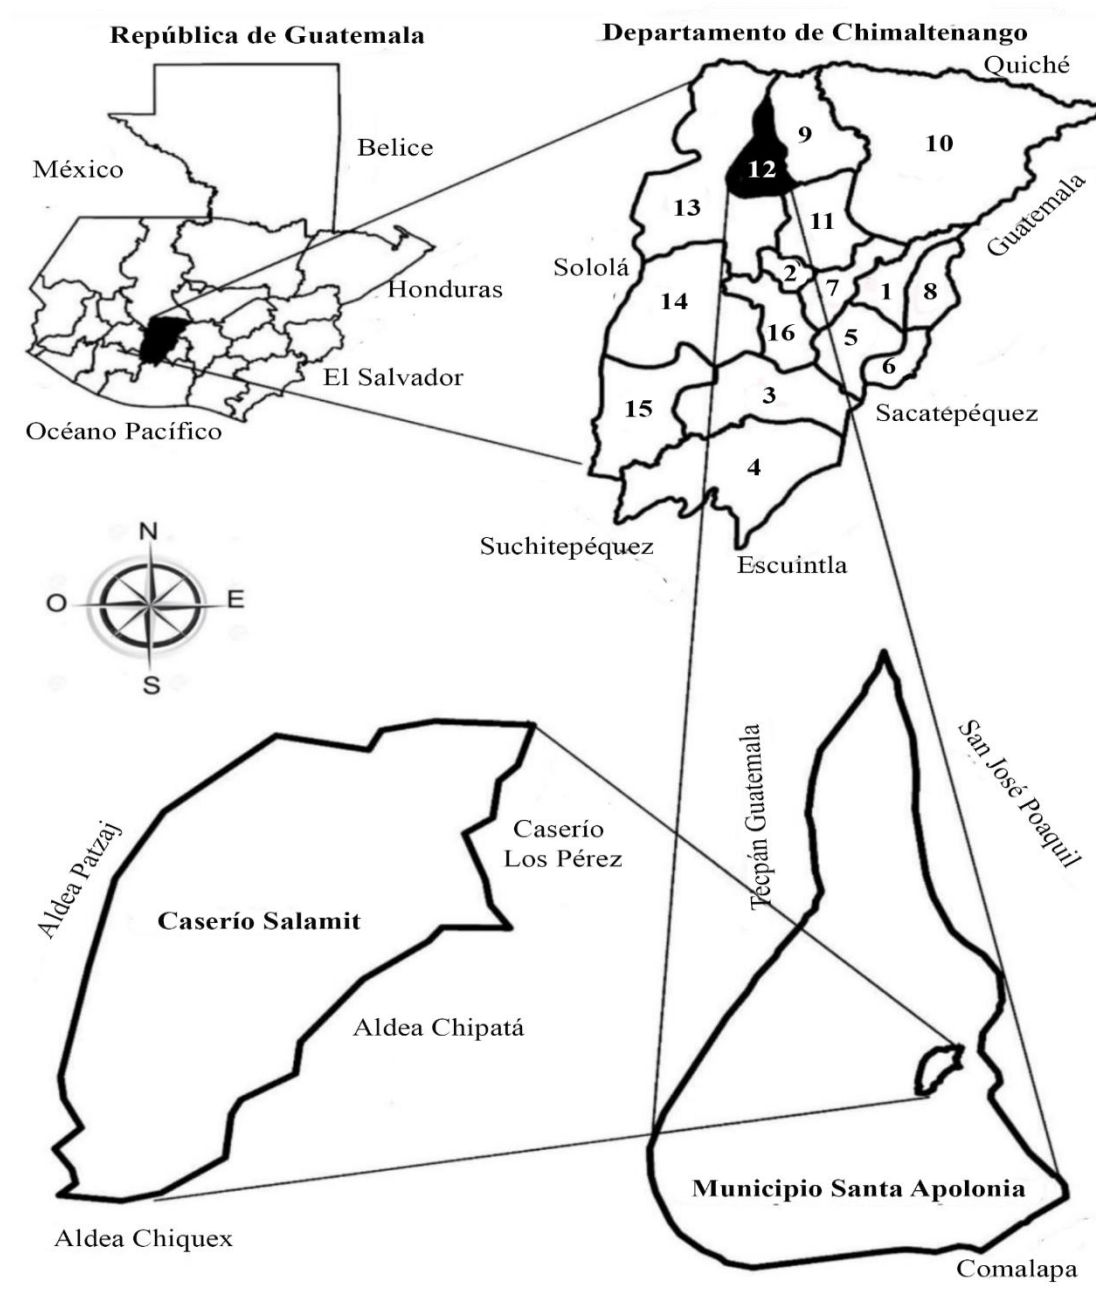 República de Guatemala
Departamento de Chimaltenango
Quiché
México
Belice
9
10
12
13
11
Guatemala
Sololá
Honduras
2
7
1
8
14
16
5
6
El Salvador
15
3
Sacatepéquez
Océano Pacífico
4
Suchitepéquez
Escuintla
N
O
E
S
Tecpán Guatemala
San José Poaquil
Aldea Patzaj
Caserío
Los Pérez
Caserío Salamit
Aldea Chipatá
Municipio Santa Apolonia
Aldea Chiquex
Comalapa